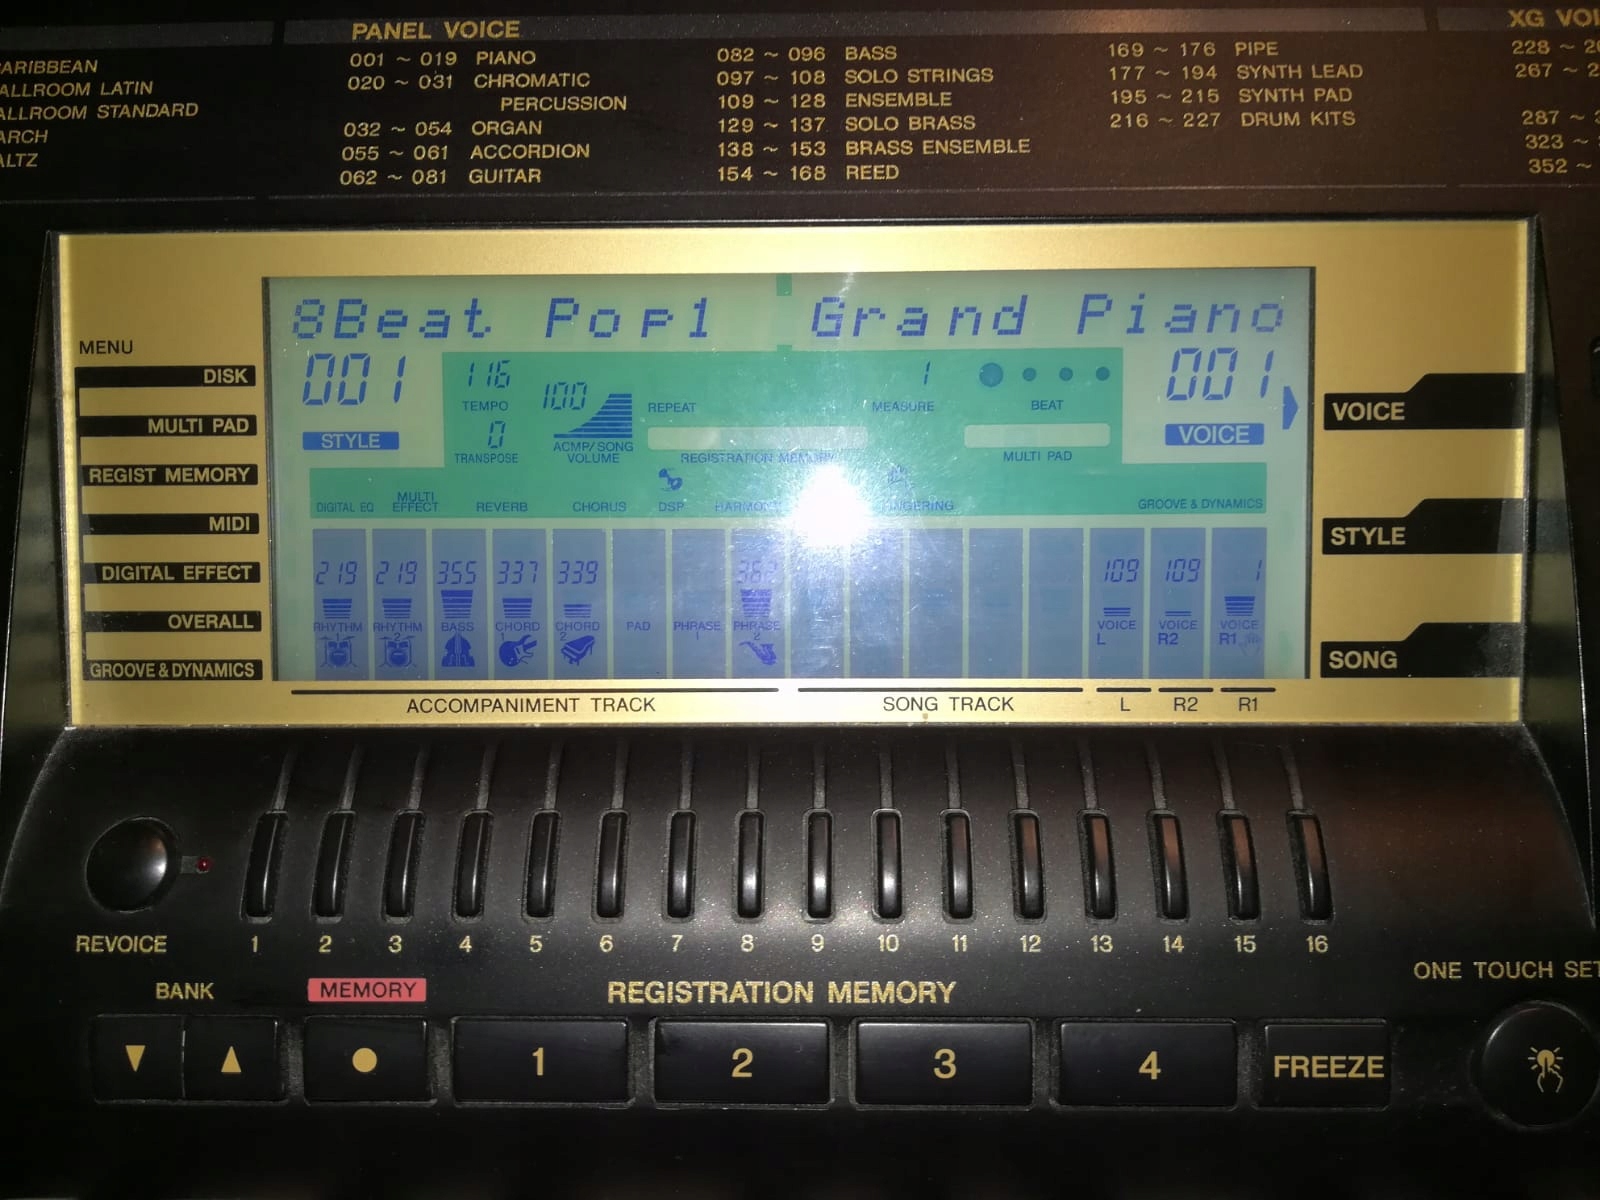 PANEL VOICE
XG
ARIBBEAN
ALLROOM LATIN
ALLROOM STANDARD
ARCH
ALTZ
001 ~ 019 PIANO
020 ~ 031 CHROMATIC
PERCUSSION
032 ~ 054 ORGAN
055 ~ 061 ACCORDION
062 ~ 081 GUITAR
082 ~ 096 BASS
097 ~ 108 SOLO STRINGS
109 ~ 128 ENSEMBLE
129 ~ 137 SOLO BRASS
138 ~ 153 BRASS ENSEMBLE
154 ~ 168 REED
169 ~ 176 PIPE
177 ~ 194 SYNTH LEAD
195 ~ 215 SYNTH PAD
216 ~ 227 DRUM KITS
228 ~
267 ~
287 ~
323 ~
352 ~
MENU
DISK
MULTI PAD
REGIST MEMORY
MIDI
DIGITAL EFFECT
OVERALL
GROOVE & DYNAMICS
8Beat Pop1 Grand Piano
001 116 100 1 001
TEMPO REPEAT MEASURE BEAT
STYLE 0 ACMP/SONG VOICE
TRANSPOSE VOLUME REGISTRATION MEMORY MULTI PAD
DIGITAL EQ MULTI EFFECT REVERB CHORUS DSP GROOVE & DYNAMICS
219 219 355 337 339 362 109 109 1
RHYTHM 1 RHYTHM 2 BASS CHORD 1 CHORD 2 PAD PHRASE 1 PHRASE 2 VOICE L VOICE R2 VOICE R1
ACCOMPANIMENT TRACK SONG TRACK L R2 R1
VOICE
STYLE
SONG
REVOICE 1 2 3 4 5 6 7 8 9 10 11 12 13 14 15 16
BANK MEMORY REGISTRATION MEMORY ONE TOUCH
▼ ▲ ● 1 2 3 4 FREEZE